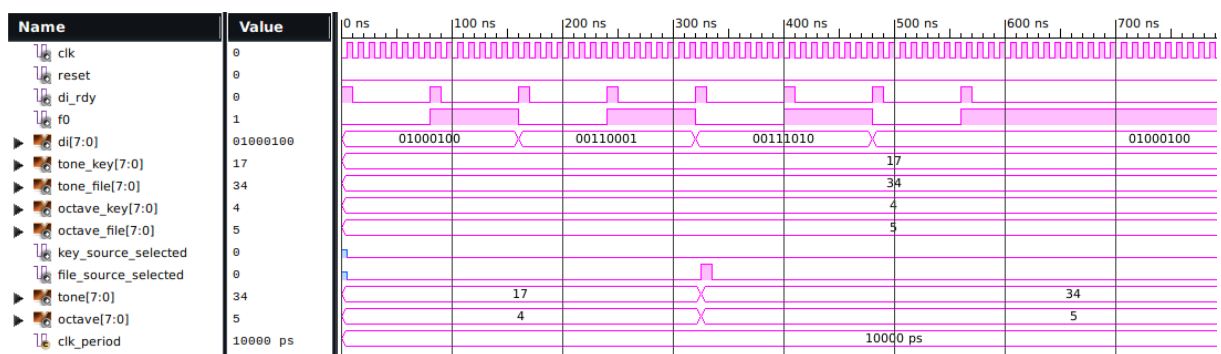 Name Value 0 ns 100 ns 200 ns 300 ns 400 ns 500 ns 600 ns 700 ns
clk 0
reset 0
di_rdy 0
f0 1
di[7:0] 01000100 01000100 00110001 00111010 01000100
tone_key[7:0] 17 17
tone_file[7:0] 34 34
octave_key[7:0] 4 4
octave_file[7:0] 5 5
key_source_selected 0
file_source_selected 0
tone[7:0] 34 17 34
octave[7:0] 5 4 5
clk_period 10000 ps 10000 ps